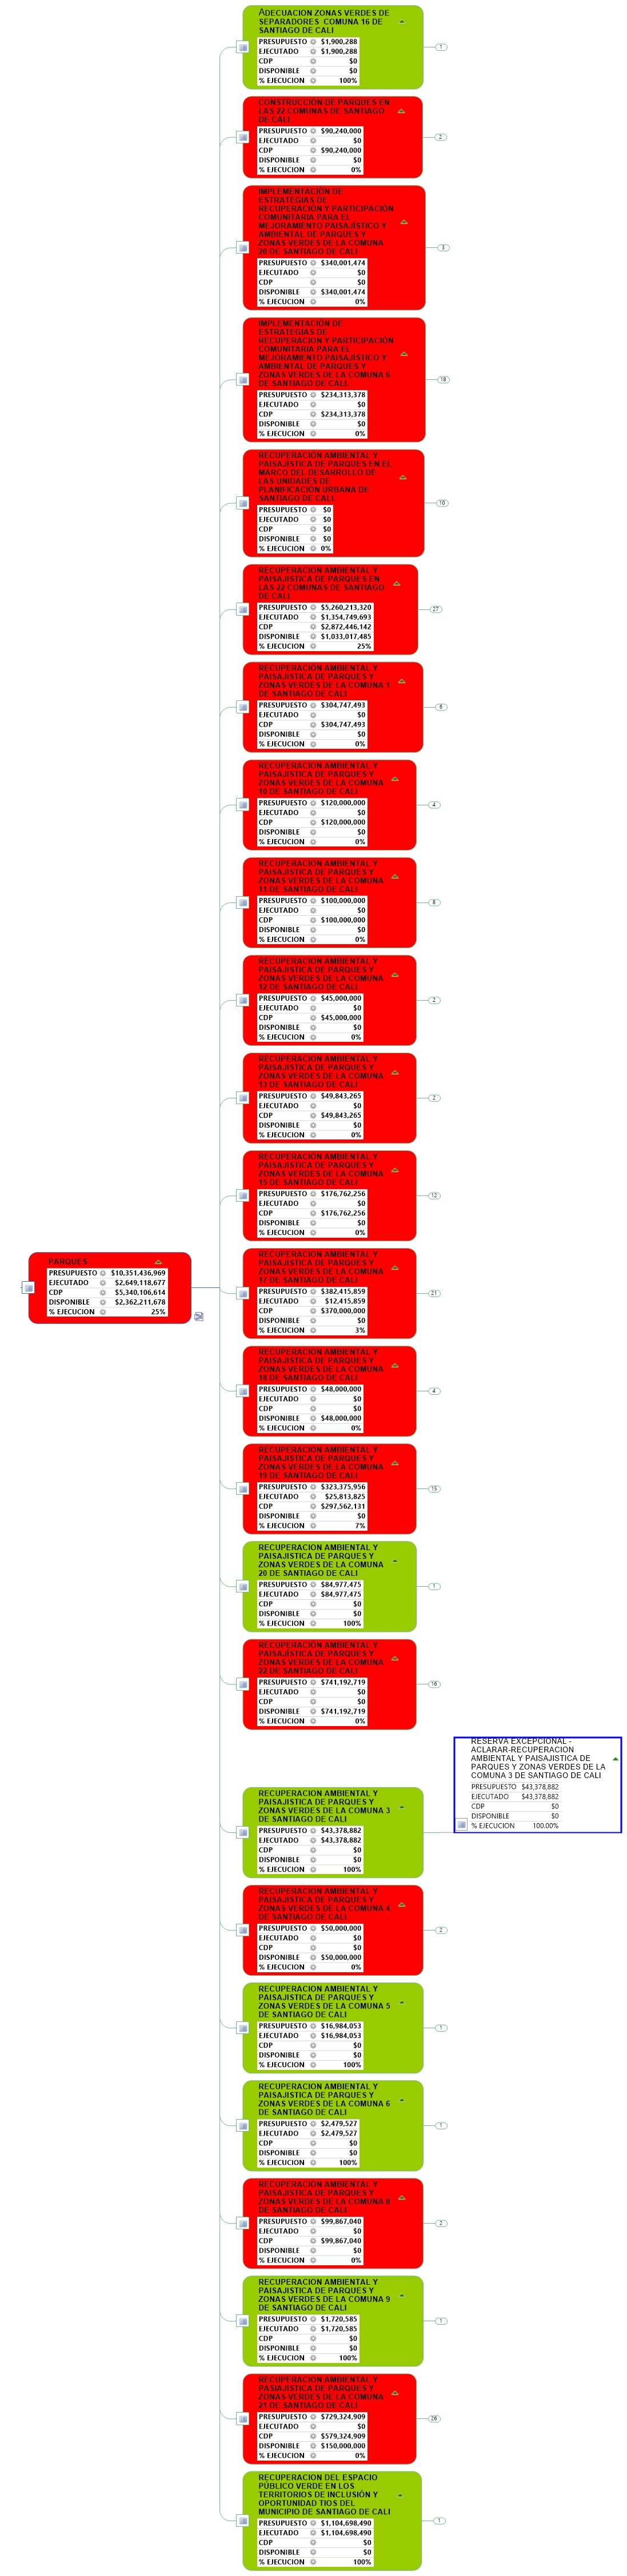 ADECUACION ZONAS VERDES DE
SEPARADORES COMUNA 16 DE
SANTIAGO DE CALI
PRESUPUESTO $1,900,288
EJECUTADO $1,900,288
CDP $0
DISPONIBLE $0
% EJECUCION 100%
1
CONSTRUCCIÓN DE PARQUES EN
LAS 22 COMUNAS DE SANTIAGO
DE CALI
PRESUPUESTO $90,240,000
EJECUTADO $0
CDP $90,240,000
DISPONIBLE $0
% EJECUCION 0%
2
IMPLEMENTACIÓN DE
ESTRATEGIAS DE
RECUPERACIÓN Y PARTICIPACIÓN
COMUNITARIA PARA EL
MEJORAMIENTO PAISAJÍSTICO Y
AMBIENTAL DE PARQUES Y
ZONAS VERDES DE LA COMUNA
20 DE SANTIAGO DE CALI
PRESUPUESTO $340,001,474
EJECUTADO $0
CDP $0
DISPONIBLE $340,001,474
% EJECUCION 0%
3
IMPLEMENTACIÓN DE
ESTRATEGIAS DE
RECUPERACIÓN Y PARTICIPACIÓN
COMUNITARIA PARA EL
MEJORAMIENTO PAISAJÍSTICO Y
AMBIENTAL DE PARQUES Y
ZONAS VERDES DE LA COMUNA 6
DE SANTIAGO DE CALI.
PRESUPUESTO $234,313,378
EJECUTADO $0
CDP $234,313,378
DISPONIBLE $0
% EJECUCION 0%
18
RECUPERACIÓN AMBIENTAL Y
PAISAJÍSTICA DE PARQUES EN EL
MARCO DEL DESARROLLO DE
LAS UNIDADES DE
PLANIFICACIÓN URBANA DE
SANTIAGO DE CALI.
PRESUPUESTO $0
EJECUTADO $0
CDP $0
DISPONIBLE $0
% EJECUCION 0%
10
RECUPERACION AMBIENTAL Y
PAISAJISTICA DE PARQUES EN
LAS 22 COMUNAS DE SANTIAGO
DE CALI
PRESUPUESTO $5,260,213,320
EJECUTADO $1,354,749,693
CDP $2,872,446,142
DISPONIBLE $1,033,017,485
% EJECUCION 25%
27
RECUPERACION AMBIENTAL Y
PAISAJISTICA DE PARQUES Y
ZONAS VERDES DE LA COMUNA 1
DE SANTIAGO DE CALI
PRESUPUESTO $304,747,493
EJECUTADO $0
CDP $304,747,493
DISPONIBLE $0
% EJECUCION 0%
6
RECUPERACION AMBIENTAL Y
PAISAJISTICA DE PARQUES Y
ZONAS VERDES DE LA COMUNA
10 DE SANTIAGO DE CALI
PRESUPUESTO $120,000,000
EJECUTADO $0
CDP $120,000,000
DISPONIBLE $0
% EJECUCION 0%
4
RECUPERACION AMBIENTAL Y
PAISAJISTICA DE PARQUES Y
ZONAS VERDES DE LA COMUNA
11 DE SANTIAGO DE CALI
PRESUPUESTO $100,000,000
EJECUTADO $0
CDP $100,000,000
DISPONIBLE $0
% EJECUCION 0%
8
RECUPERACION AMBIENTAL Y
PAISAJISTICA DE PARQUES Y
ZONAS VERDES DE LA COMUNA
12 DE SANTIAGO DE CALI
PRESUPUESTO $45,000,000
EJECUTADO $0
CDP $45,000,000
DISPONIBLE $0
% EJECUCION 0%
2
RECUPERACION AMBIENTAL Y
PAISAJISTICA DE PARQUES Y
ZONAS VERDES DE LA COMUNA
13 DE SANTIAGO DE CALI
PRESUPUESTO $49,843,265
EJECUTADO $0
CDP $49,843,265
DISPONIBLE $0
% EJECUCION 0%
2
RECUPERACION AMBIENTAL Y
PAISAJISTICA DE PARQUES Y
ZONAS VERDES DE LA COMUNA
15 DE SANTIAGO DE CALI
PRESUPUESTO $176,762,256
EJECUTADO $0
CDP $176,762,256
DISPONIBLE $0
% EJECUCION 0%
12
PARQUES
PRESUPUESTO $10,351,436,969
EJECUTADO $2,649,118,677
CDP $5,340,106,614
DISPONIBLE $2,362,211,678
% EJECUCION 25%
RECUPERACION AMBIENTAL Y
PAISAJISTICA DE PARQUES Y
ZONAS VERDES DE LA COMUNA
17 DE SANTIAGO DE CALI
PRESUPUESTO $382,415,859
EJECUTADO $12,415,859
CDP $370,000,000
DISPONIBLE $0
% EJECUCION 3%
21
RECUPERACION AMBIENTAL Y
PAISAJISTICA DE PARQUES Y
ZONAS VERDES DE LA COMUNA
18 DE SANTIAGO DE CALI
PRESUPUESTO $48,000,000
EJECUTADO $0
CDP $0
DISPONIBLE $48,000,000
% EJECUCION 0%
4
RECUPERACION AMBIENTAL Y
PAISAJISTICA DE PARQUES Y
ZONAS VERDES DE LA COMUNA
19 DE SANTIAGO DE CALI
PRESUPUESTO $323,375,956
EJECUTADO $25,813,825
CDP $297,562,131
DISPONIBLE $0
% EJECUCION 7%
15
RECUPERACION AMBIENTAL Y
PAISAJISTICA DE PARQUES Y
ZONAS VERDES DE LA COMUNA
20 DE SANTIAGO DE CALI
PRESUPUESTO $84,977,475
EJECUTADO $84,977,475
CDP $0
DISPONIBLE $0
% EJECUCION 100%
1
RECUPERACIÓN AMBIENTAL Y
PAISAJÍSTICA DE PARQUES Y
ZONAS VERDES DE LA COMUNA
22 DE SANTIAGO DE CALI
PRESUPUESTO $741,192,719
EJECUTADO $0
CDP $0
DISPONIBLE $741,192,719
% EJECUCION 0%
16
RESERVA EXCEPCIONAL -
ACLARAR-RECUPERACION
AMBIENTAL Y PAISAJISTICA DE
PARQUES Y ZONAS VERDES DE LA
COMUNA 3 DE SANTIAGO DE CALI
PRESUPUESTO $43,378,882
EJECUTADO $43,378,882
CDP $0
DISPONIBLE $0
% EJECUCION 100.00%
RECUPERACION AMBIENTAL Y
PAISAJISTICA DE PARQUES Y
ZONAS VERDES DE LA COMUNA 3
DE SANTIAGO DE CALI
PRESUPUESTO $43,378,882
EJECUTADO $43,378,882
CDP $0
DISPONIBLE $0
% EJECUCION 100%
RECUPERACION AMBIENTAL Y
PAISAJISTICA DE PARQUES Y
ZONAS VERDES DE LA COMUNA 4
DE SANTIAGO DE CALI
PRESUPUESTO $50,000,000
EJECUTADO $0
CDP $0
DISPONIBLE $50,000,000
% EJECUCION 0%
2
RECUPERACION AMBIENTAL Y
PAISAJISTICA DE PARQUES Y
ZONAS VERDES DE LA COMUNA 5
DE SANTIAGO DE CALI
PRESUPUESTO $16,984,053
EJECUTADO $16,984,053
CDP $0
DISPONIBLE $0
% EJECUCION 100%
1
RECUPERACION AMBIENTAL Y
PAISAJISTICA DE PARQUES Y
ZONAS VERDES DE LA COMUNA 6
DE SANTIAGO DE CALI
PRESUPUESTO $2,479,527
EJECUTADO $2,479,527
CDP $0
DISPONIBLE $0
% EJECUCION 100%
1
RECUPERACIÓN AMBIENTAL Y
PAISAJÍSTICA DE PARQUES Y
ZONAS VERDES DE LA COMUNA 8
DE SANTIAGO DE CALI
PRESUPUESTO $99,867,040
EJECUTADO $0
CDP $99,867,040
DISPONIBLE $0
% EJECUCION 0%
2
RECUPERACION AMBIENTAL Y
PAISAJISTICA DE PARQUES Y
ZONAS VERDES DE LA COMUNA 9
DE SANTIAGO DE CALI
PRESUPUESTO $1,720,585
EJECUTADO $1,720,585
CDP $0
DISPONIBLE $0
% EJECUCION 100%
1
RECUPERACION AMBIENTAL Y
PASIAJISTICA DE PARQUES Y
ZONAS VERDES DE LA COMUNA
21 DE SANTIAGO DE CALI
PRESUPUESTO $729,324,909
EJECUTADO $0
CDP $579,324,909
DISPONIBLE $150,000,000
% EJECUCION 0%
26
RECUPERACION DEL ESPACIO
PÚBLICO VERDE EN LOS
TERRITORIOS DE INCLUSIÓN Y
OPORTUNIDAD TIOS DEL
MUNICIPIO DE SANTIAGO DE CALI
PRESUPUESTO $1,104,698,490
EJECUTADO $1,104,698,490
CDP $0
DISPONIBLE $0
% EJECUCION 100%
1